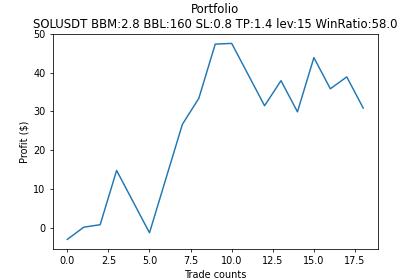 Portfolio
SOLUSDT BBM:2.8 BBL:160 SL:0.8 TP:1.4 lev:15 WinRatio:58.0
Profit ($)
50
40
30
20
10
0
0.0 2.5 5.0 7.5 10.0 12.5 15.0 17.5
Trade counts